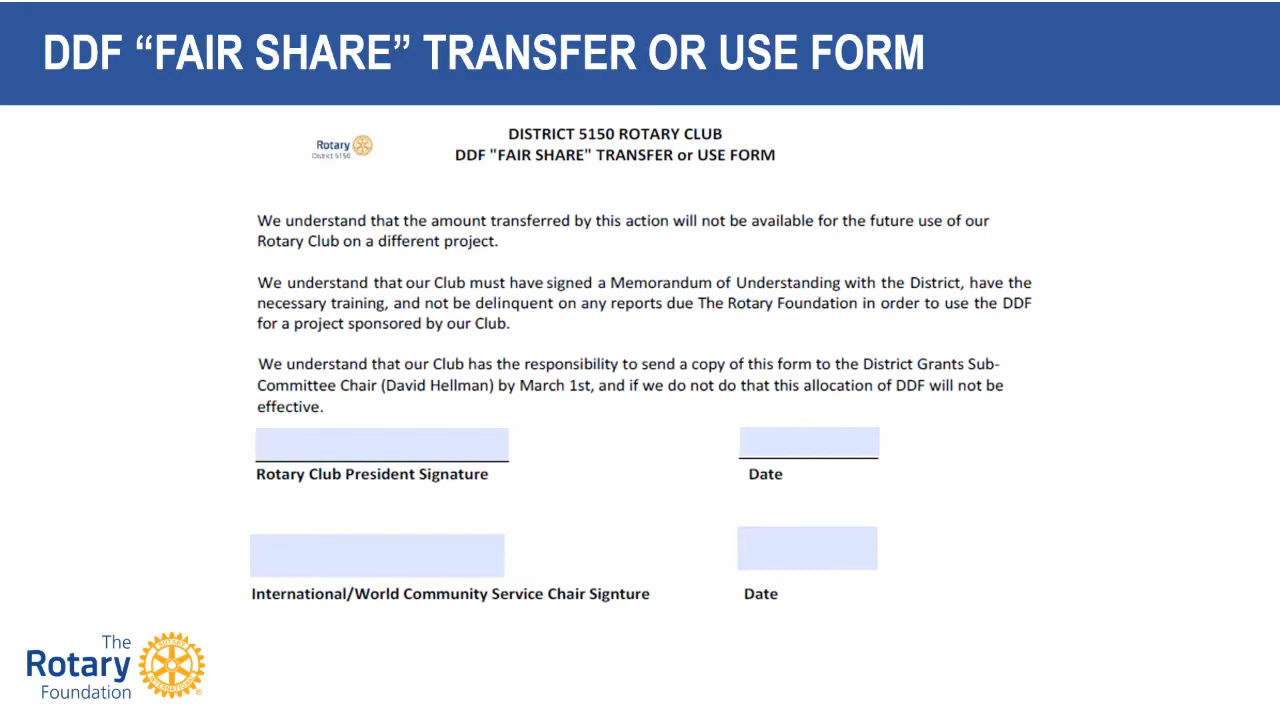 DDF “FAIR SHARE” TRANSFER OR USE FORM
Rotary
District 5150
DISTRICT 5150 ROTARY CLUB
DDF "FAIR SHARE" TRANSFER or USE FORM
We understand that the amount transferred by this action will not be available for the future use of our
Rotary Club on a different project.
We understand that our Club must have signed a Memorandum of Understanding with the District, have the
necessary training, and not be delinquent on any reports due The Rotary Foundation in order to use the DDF
for a project sponsored by our Club.
We understand that our Club has the responsibility to send a copy of this form to the District Grants Sub-
Committee Chair (David Hellman) by March 1st, and if we do not do that this allocation of DDF will not be
effective.
Rotary Club President Signature
Date
International/World Community Service Chair Signture
Date
The
Rotary
Foundation
ROTARY
INTERNATIONAL
®